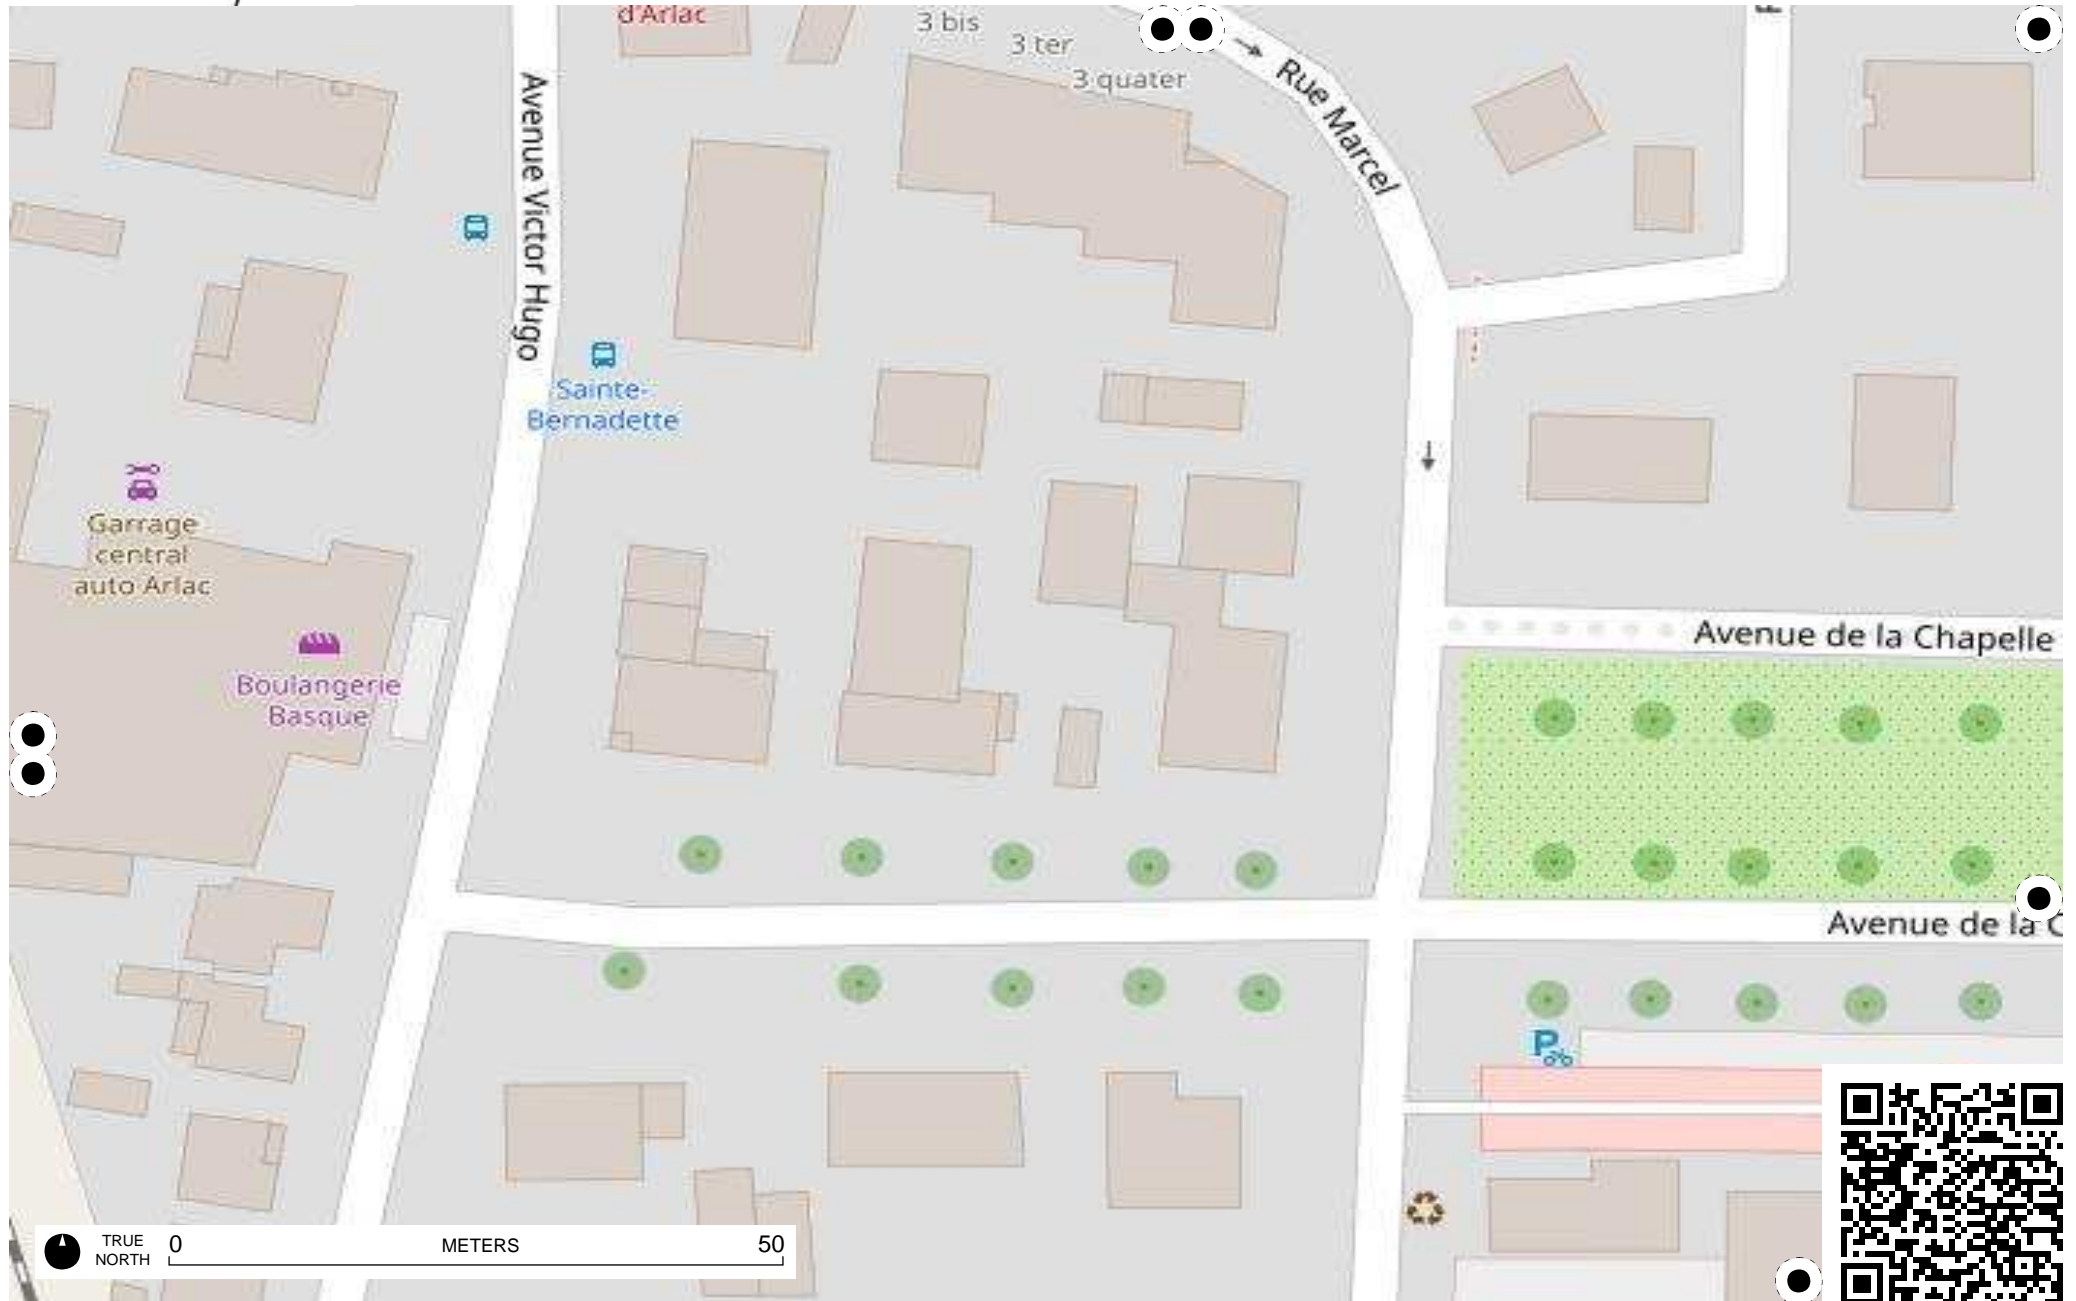 d'Arlac
3 bis
3 ter
3 quater
Rue Marcel
Avenue Victor Hugo
Sainte-
Bernadette
Garrage
central
auto Arlac
Boulangerie
Basque
Avenue de la Chapelle
Avenue de la C
P
TRUE
NORTH
0
METERS
50